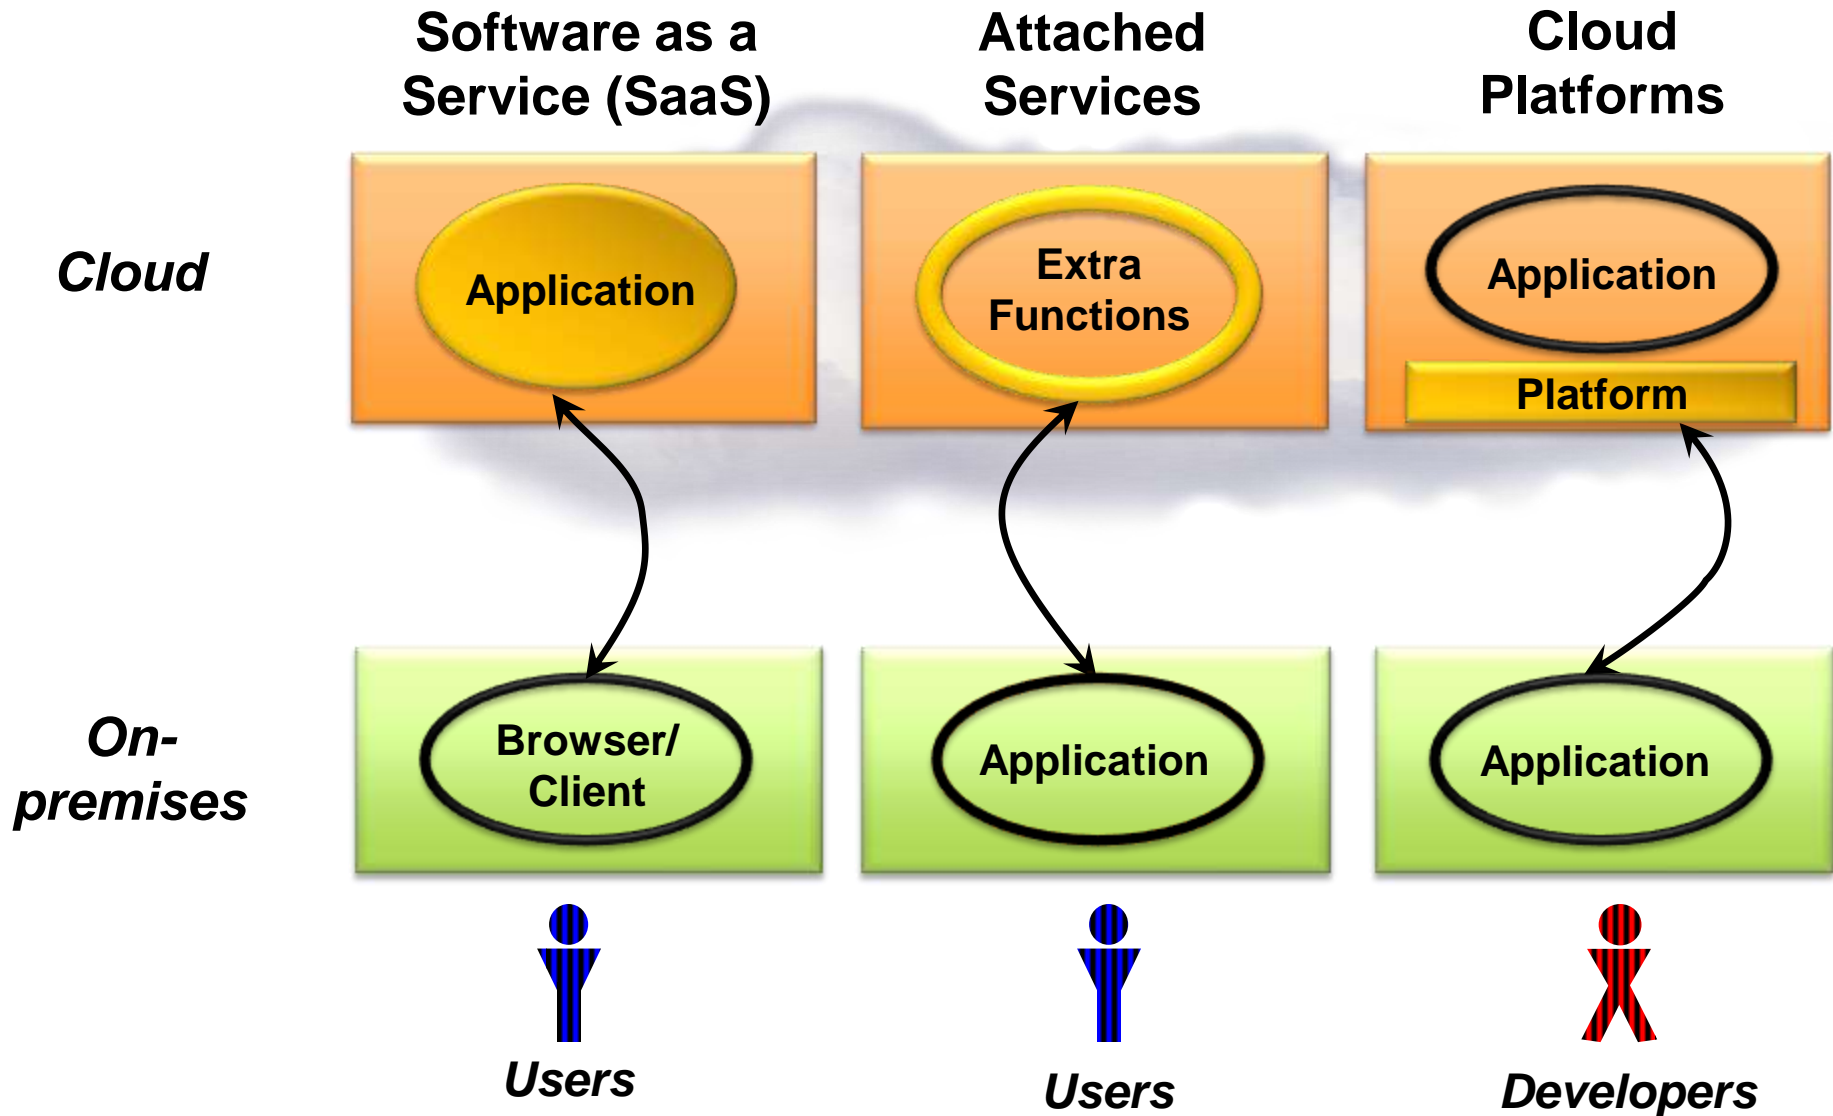 Software as a
Service (SaaS)
Attached
Services
Cloud
Platforms
Cloud
Application
Extra
Functions
Application
Platform
On-
premises
Browser/
Client
Application
Application
Users
Users
Developers